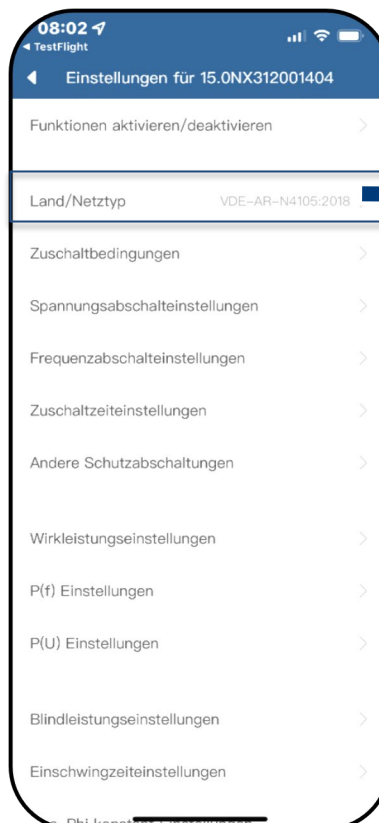 08:02
TestFlight
Einstellungen für 15.0NX312001404
Funktionen aktivieren/deaktivieren
Land/Netztyp VDE-AR-N4105:2018
Zuschaltbedingungen
Spannungsabschalteinstellungen
Frequenzabschalteinstellungen
Zuschaltzeiteinstellungen
Andere Schutzabschaltungen
Wirkleistungseinstellungen
P(f) Einstellungen
P(U) Einstellungen
Blindleistungseinstellungen
Einschwingzeiteinstellungen